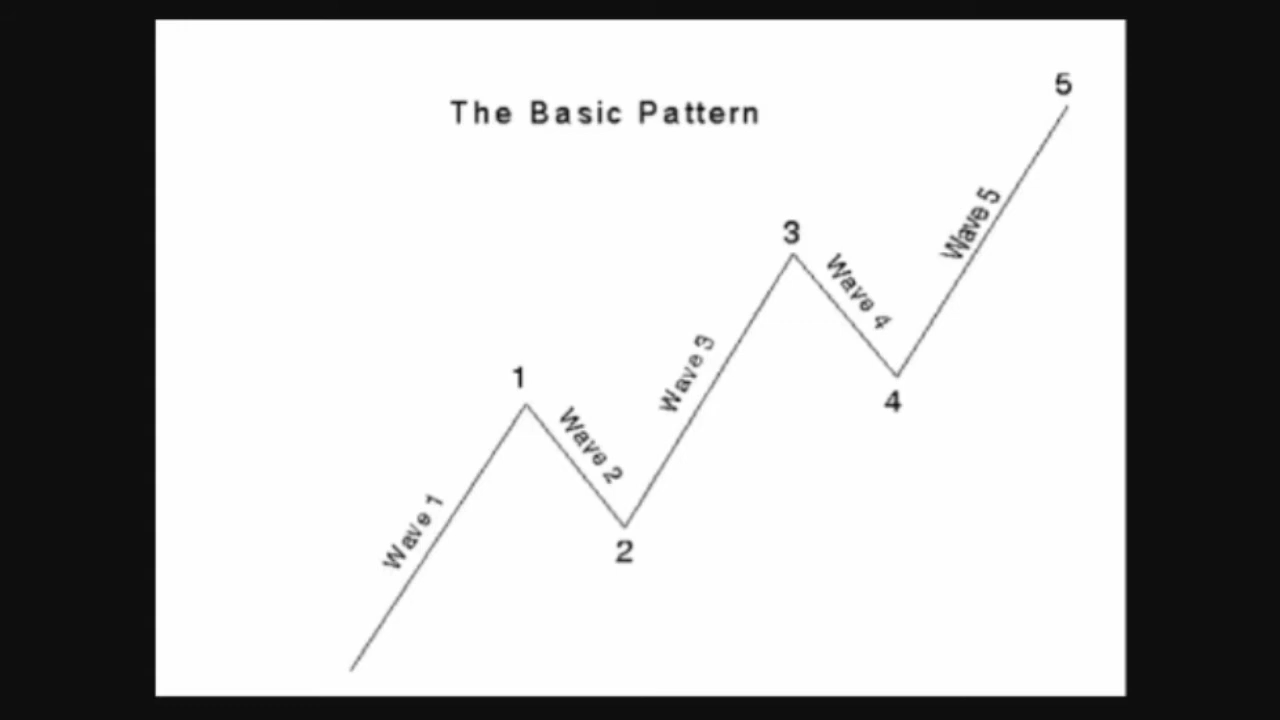 The Basic Pattern
5
Wave 5
3
Wave 4
Wave 3
4
1
Wave 2
Wave 1
2